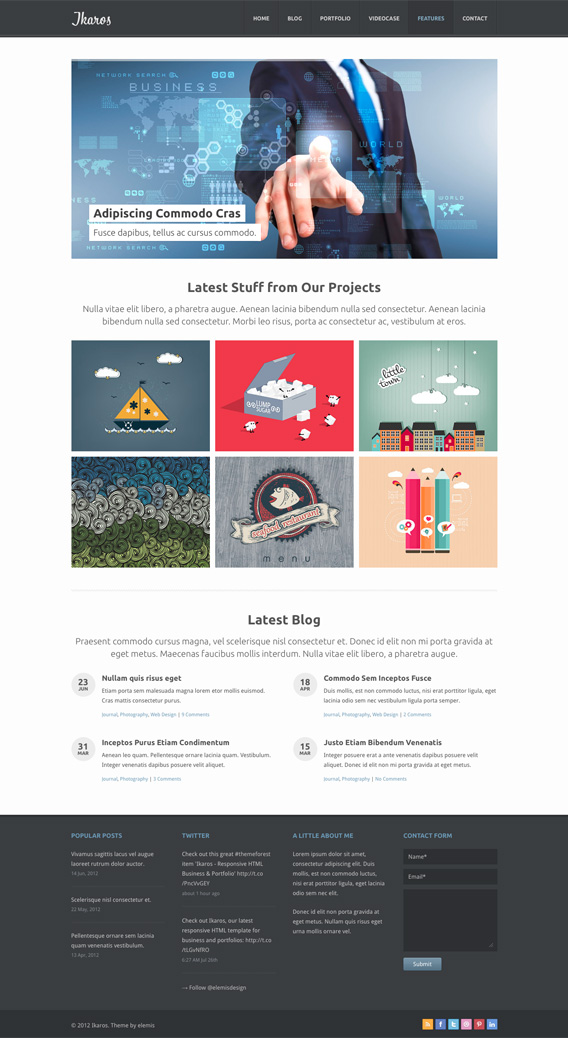 Ikaros
HOME BLOG PORTFOLIO VIDEOCASE FEATURES CONTACT
NETWORK SEARCH
BUSINESS
MEDIA
WORLD
NESS
WORLD
Adipiscing Commodo Cras
Fusce dapibus, tellus ac cursus commodo.
NETWORK SEARCH
Latest Stuff from Our Projects
Nulla vitae elit libero, a pharetra augue. Aenean lacinia bibendum nulla sed consectetur. Aenean lacinia
bibendum nulla sed consectetur. Morbi leo risus, porta ac consectetur ac, vestibulum at eros.
LUMP
SUGAR
little
town
seafood restaurant
menu
Latest Blog
Praesent commodo cursus magna, vel scelerisque nisl consectetur et. Donec id elit non mi porta gravida at
eget metus. Maecenas faucibus mollis interdum. Nulla vitae elit libero, a pharetra augue.
23
JUN
Nullam quis risus eget
Etiam porta sem malesuada magna lorem etor mollis euismod.
Cras mattis consectetur purus.
Journal, Photography, Web Design | 9 Comments
18
APR
Commodo Sem Inceptos Fusce
Duis mollis, est non commodo luctus, nisi erat porttitor ligula, eget
lacinia odio sem nec vestibulum ligula porta semper.
Journal, Photography, Web Design | 2 Comments
31
MAR
Inceptos Purus Etiam Condimentum
Aenean leo quam. Pellentesque ornare lacinia quam. Vestibulum.
Integer venenatis dapibus posuere velit aliquet.
Journal, Photography | 5 Comments
15
MAR
Justo Etiam Bibendum Venenatis
Integer posuere erat a ante venenatis dapibus posuere velit
aliquet. Donec id elit non mi porta gravida at eget metus.
Journal, Photography | No Comments
POPULAR POSTS
Vivamus sagittis lacus vel augue
laoreet rutrum dolor auctor.
14 Jun, 2012
Scelerisque nisl consectetur et.
22 May, 2012
Pellentesque ornare sem lacinia
quam venenatis vestibulum.
13 Apr, 2012
TWITTER
Check out this great #themeforest
item 'Ikaros - Responsive HTML
Business & Portfolio' http://t.co
/PncVvGEY
about 1 hour ago
Check out Ikaros, our latest
responsive HTML template for
business and portfolios: http://t.co
/tLGvNfRO
6:27 AM Jul 26th
→ Follow @elemisdesign
A LITTLE ABOUT ME
Lorem ipsum dolor sit amet,
consectetur adipiscing elit. Duis
mollis, est non commodo luctus,
nisi erat porttitor ligula, eget lacinia
odio sem nec elit.
Donec id elit non mi porta gravida at
eget metus. Nullam quis risus eget
urna mollis ornare vel.
CONTACT FORM
Name*
Email*
Submit
© 2012 Ikaros. Theme by elemis